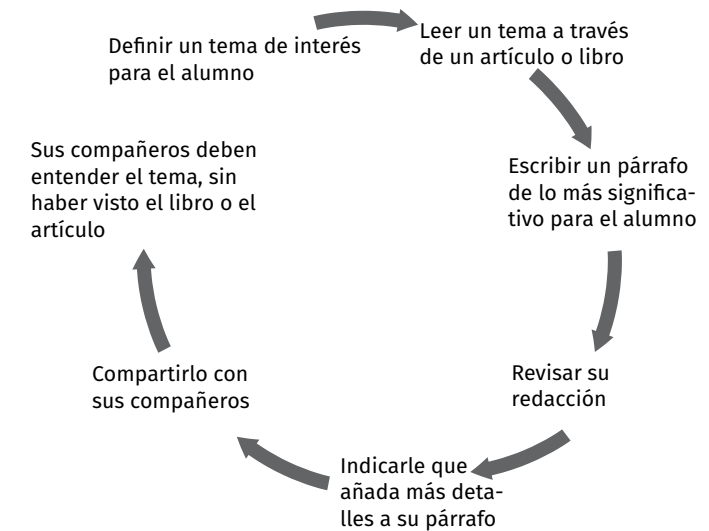 Definir un tema de interés
para el alumno
Leer un tema a través
de un artículo o libro
Escribir un párrafo
de lo más significa-
tivo para el alumno
Revisar su
redacción
Indicarle que
añada más deta-
lles a su párrafo
Compartirlo con
sus compañeros
Sus compañeros deben
entender el tema, sin
haber visto el libro o el
artículo